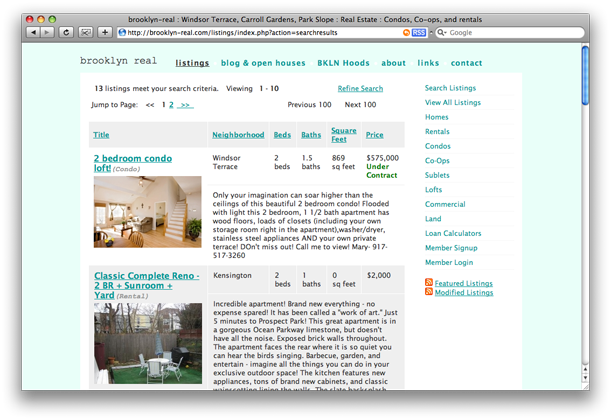 brooklyn-real : Windsor Terrace, Carroll Gardens, Park Slope : Real Estate : Condos, Co-ops, and rentals
http://brooklyn-real.com/listings/index.php?action=searchresults
RSS
Google
brooklyn real
listings blog & open houses BKLN Hoods about links contact
13 listings meet your search criteria. Viewing 1 - 10 Refine Search
Jump to Page: << 1 2 >> Previous 100 Next 100
Title Neighborhood Beds Baths Square Feet Price
2 bedroom condo
loft! (Condo)
Windsor
Terrace
2
beds
1.5
baths
869
sq feet
$575,000
Under
Contract
Only your imagination can soar higher than the
ceilings of this beautiful 2 bedroom condo! Flooded
with light this 2 bedroom, 1 1/2 bath apartment has
wood floors, loads of closets (including your own
storage room right in the apartment),washer/dryer,
stainless steel appliances AND your own private
terrace! DOn't miss out! Call me to view! Mary- 917-
517-3260
Classic Complete Reno -
2 BR + Sunroom +
Yard (Rental)
Kensington
2
beds
1
baths
0
sq feet
$2,000
Incredible apartment! Brand new everything - no
expense spared! It has been called a "work of art." Just
5 minutes to Prospect Park! This great apartment is in
a gorgeous Ocean Parkway limestone, but doesn't
have all the noise. Exposed brick walls throughout.
The apartment faces the rear where it is so quiet you
can hear the birds singing. Barbecue, garden, and
entertain - imagine all the things you can do in your
exclusive outdoor space! The kitchen features new
appliances, tons of brand new cabinets, and classic
Search Listings
View All Listings
Homes
Rentals
Condos
Co-Ops
Sublets
Lofts
Commercial
Land
Loan Calculators
Member Signup
Member Login
Featured Listings
Modified Listings